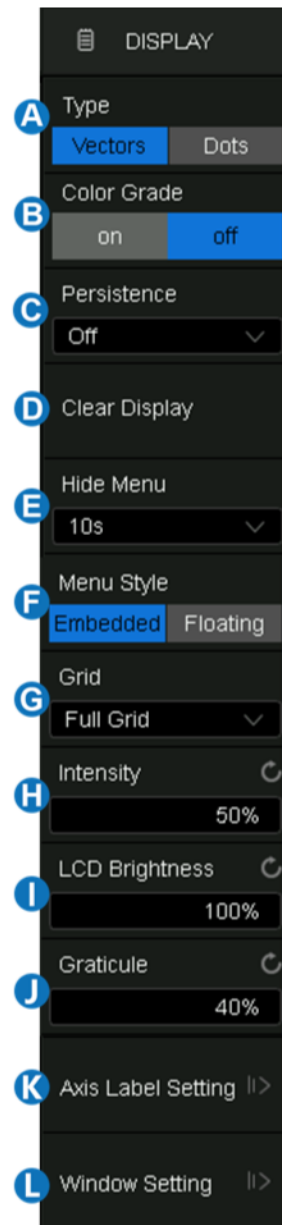 DISPLAY
A
Type
Vectors Dots
B
Color Grade
on off
C
Persistence
Off
D
Clear Display
E
Hide Menu
10s
F
Menu Style
Embedded Floating
G
Grid
Full Grid
H
Intensity
50%
I
LCD Brightness
100%
J
Graticule
40%
K
Axis Label Setting
L
Window Setting